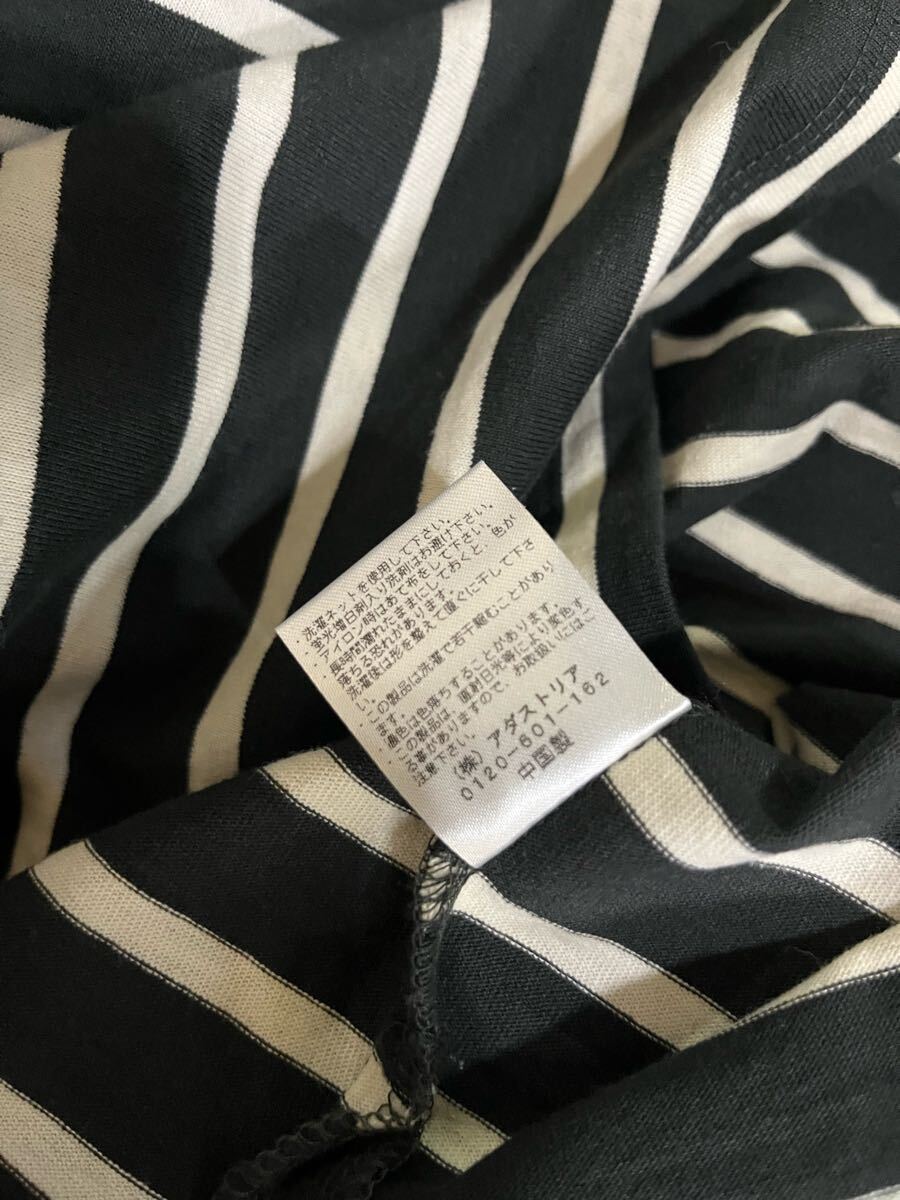 ・洗濯ネットを使用して下さい。
・蛍光増白剤入り洗剤はお避け下さい。
・アイロン時はあて布をして下さい。
・長時間濡れたままにしておくと、色が
落ちる恐れがあります。
・洗濯後は形を整えて直ぐに干して下さ
い。
・この製品は洗濯で若干縮むことがあり
ます。
・濃色は色落ちすることがあります。
・この製品は、直射日光等により変色す
る事がありますので、お取扱いにはご
注意下さい。
(株) アダストリア
0120-601-162
中国製